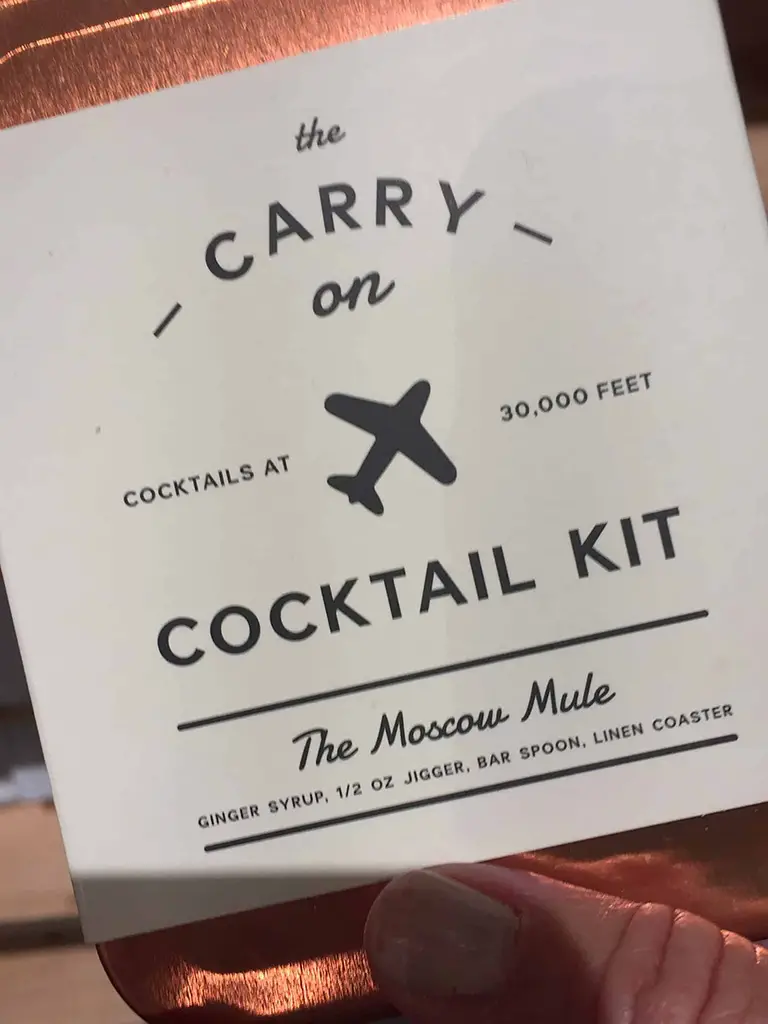 the
CARRY
on
COCKTAILS AT 30,000 FEET
COCKTAIL KIT
The Moscow Mule
GINGER SYRUP, 1/2 OZ JIGGER, BAR SPOON, LINEN COASTER